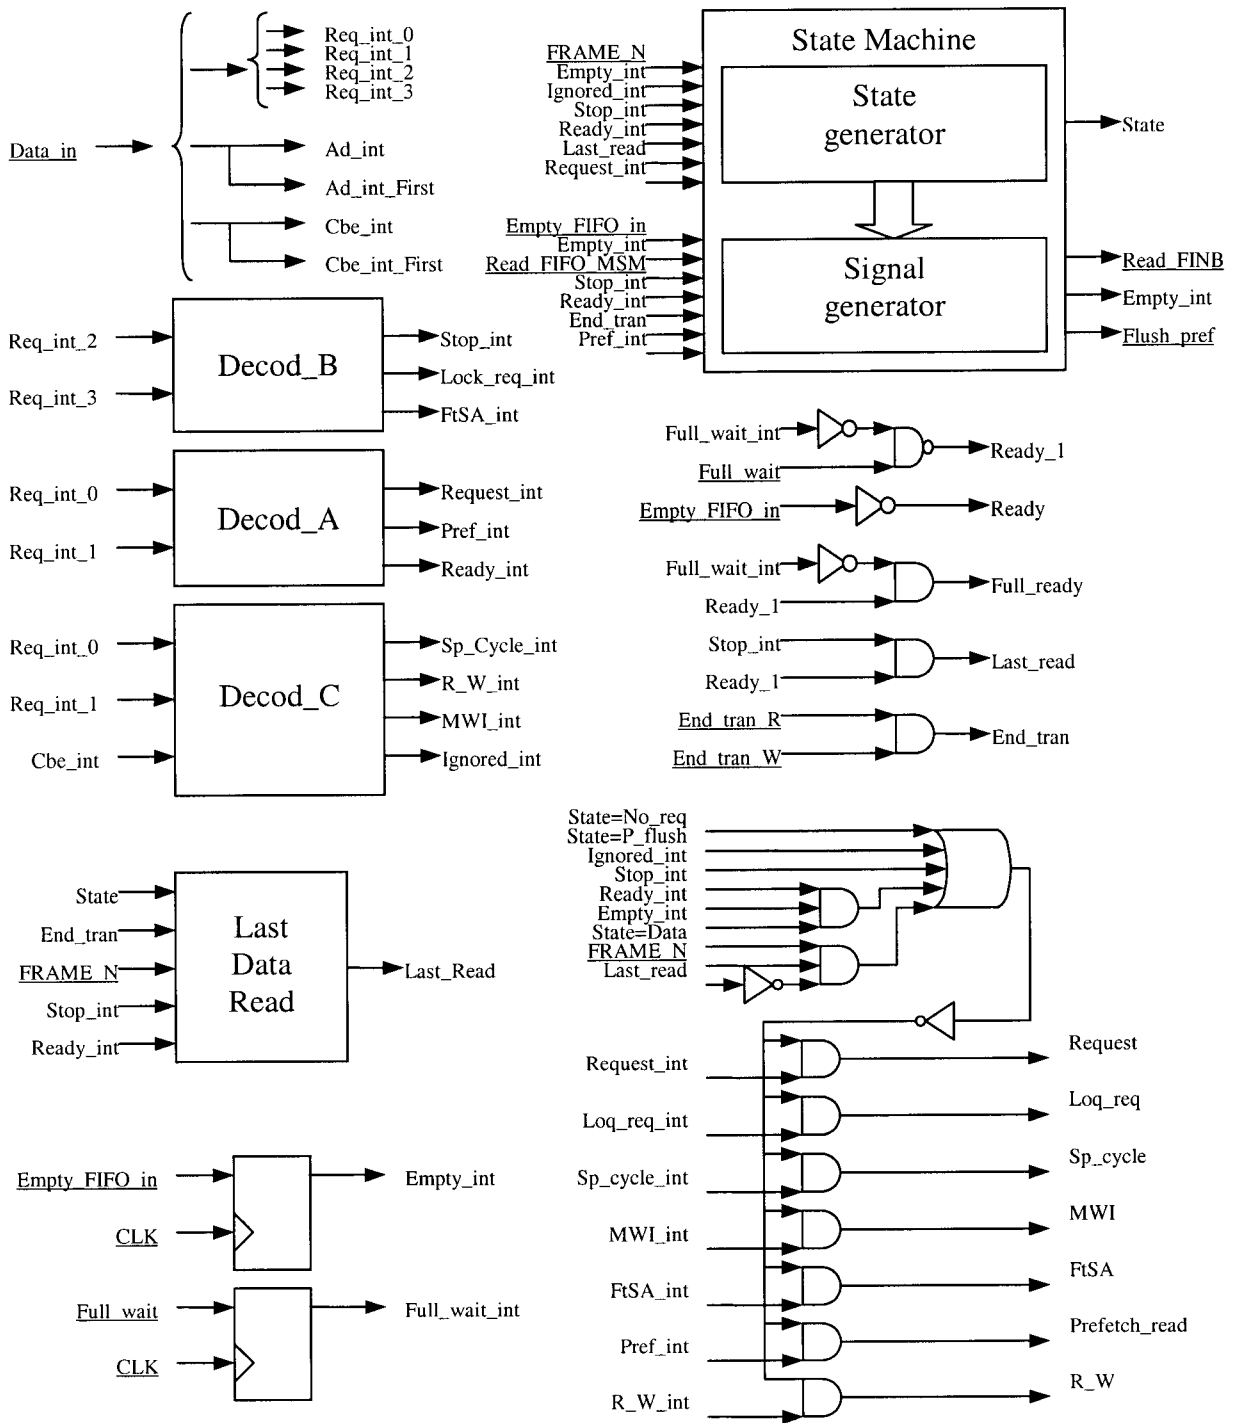 Data_in
Req_int_0
Req_int_1
Req_int_2
Req_int_3
Ad_int
Ad_int_First
Cbe_int
Cbe_int_First
State Machine
FRAME_N
Empty_int
Ignored_int
Stop_int
Ready_int
Last_read
Request_int
State
generator
State
Empty_FIFO_in
Empty_int
Read_FIFO_MSM
Stop_int
Ready_int
End_tran
Pref_int
Signal
generator
Read_FINB
Empty_int
Flush_pref
Req_int_2
Req_int_3
Decod_B
Stop_int
Lock_req_int
FtSA_int
Req_int_0
Req_int_1
Decod_A
Request_int
Pref_int
Ready_int
Req_int_0
Req_int_1
Cbe_int
Decod_C
Sp_Cycle_int
R_W_int
MWI_int
Ignored_int
Full_wait_int
Full_wait
Ready_1
Empty_FIFO_in
Ready
Full_wait_int
Ready_1
Full_ready
Stop_int
Ready_1
Last_read
End_tran_R
End_tran_W
End_tran
State
End_tran
FRAME_N
Stop_int
Ready_int
Last
Data
Read
Last_Read
State=No_req
State=P_flush
Ignored_int
Stop_int
Ready_int
Empty_int
State=Data
FRAME_N
Last_read
Request_int
Request
Loq_req_int
Loq_req
Sp_cycle_int
Sp_cycle
MWI_int
MWI
FtSA_int
FtSA
Pref_int
Prefetch_read
R_W_int
R_W
Empty_FIFO_in
CLK
Empty_int
Full_wait
CLK
Full_wait_int